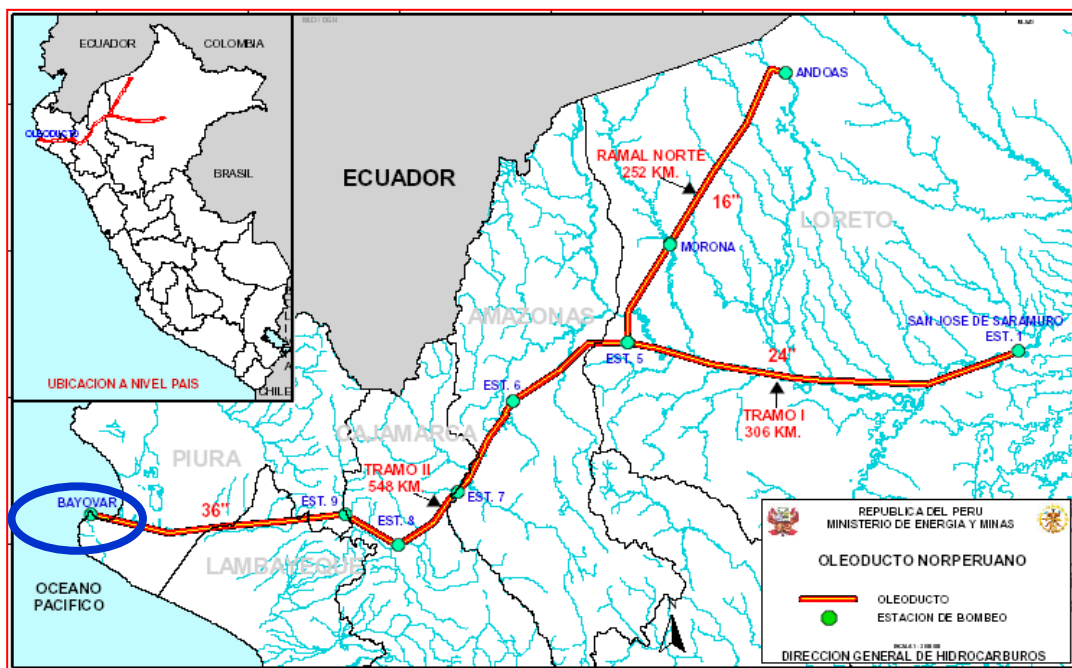 ECUADOR
COLOMBIA
OLEODUCTO
BRASIL
CHILE
UBICACION A NIVEL PAIS
ECUADOR
ANDOAS
RAMAL NORTE
252 KM.
16"
LORETO
MORONA
AMAZONAS
SAN JOSE DE SARAMURO
EST. 1
EST. 5
24"
TRAMO I
306 KM.
EST. 6
CAJAMARCA
PIURA
TRAMO II
548 KM.
EST. 7
BAYOVAR
36"
EST. 9
EST. 8
LAMBAYEQUE
OCEANO
PACIFICO
N
REPUBLICA DEL PERU
MINISTERIO DE ENERGIA Y MINAS
OLEODUCTO NORPERUANO
OLEODUCTO
ESTACION DE BOMBEO
DIRECCION GENERAL DE HIDROCARBUROS